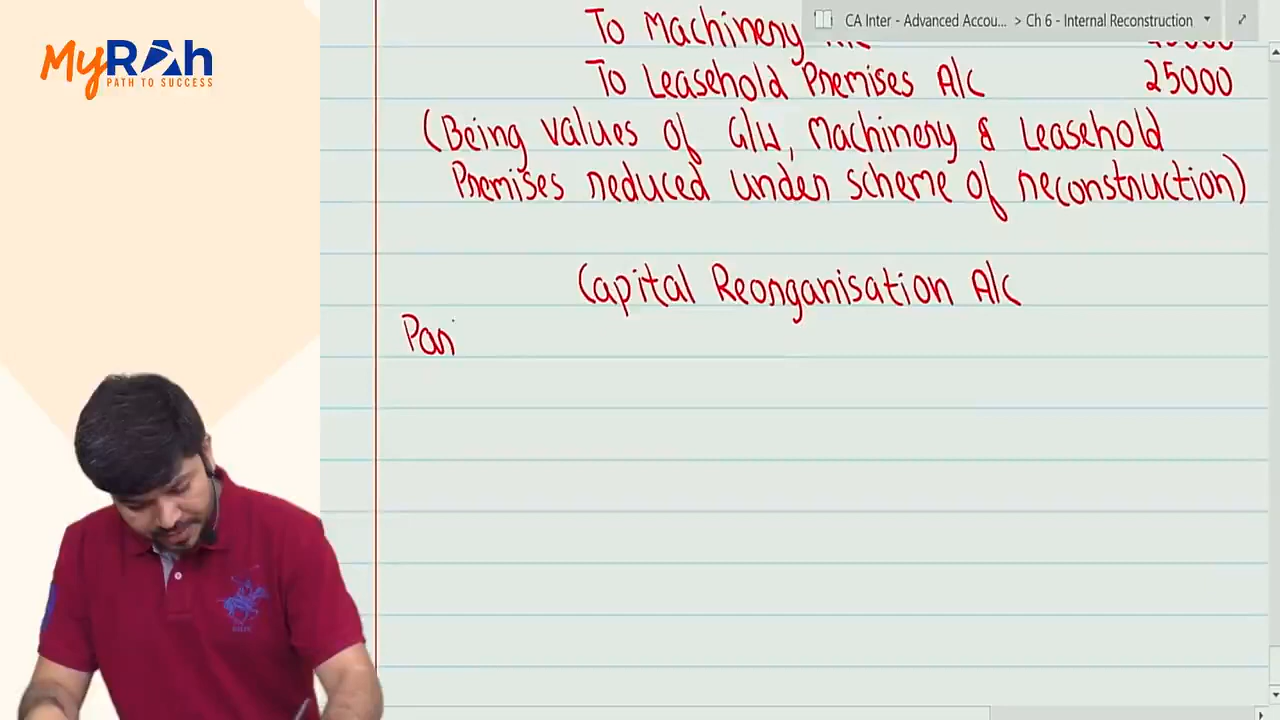 MyRAh
PATH TO SUCCESS
CA Inter - Advanced Accou... > Ch 6 - Internal Reconstruction
To Machinery
To Leasehold Premises A/c 25000
(Being values of G/W, Machinery & Leasehold
Premises reduced under scheme of reconstruction)
Capital Reorganisation A/c
Par